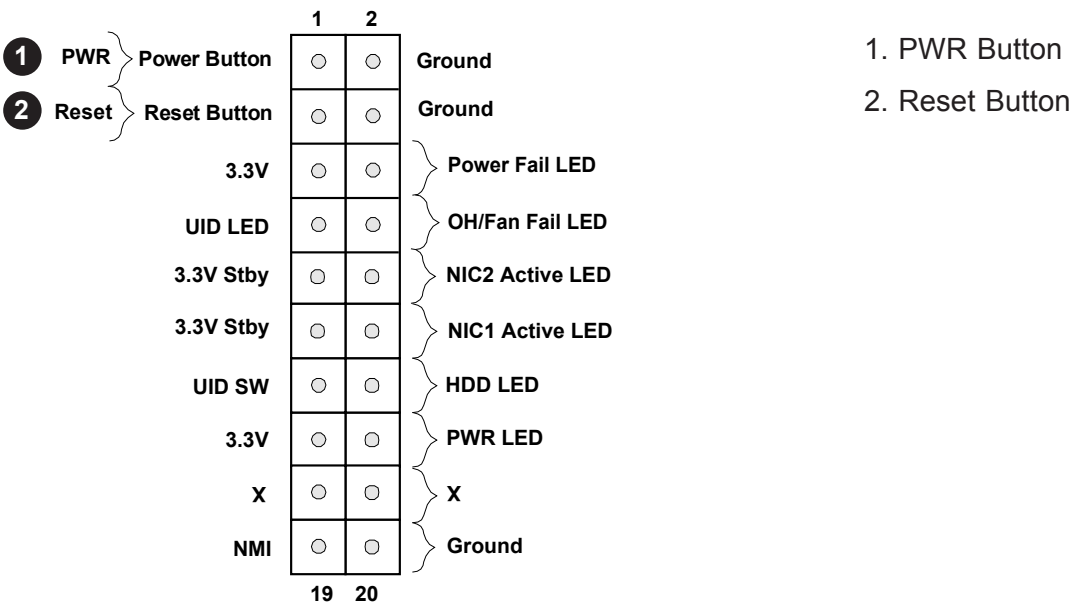 1 2
1 PWR Power Button Ground 1. PWR Button
2 Reset Reset Button Ground 2. Reset Button
3.3V Power Fail LED
UID LED OH/Fan Fail LED
3.3V Stby NIC2 Active LED
3.3V Stby NIC1 Active LED
UID SW HDD LED
3.3V PWR LED
X X
NMI Ground
19 20